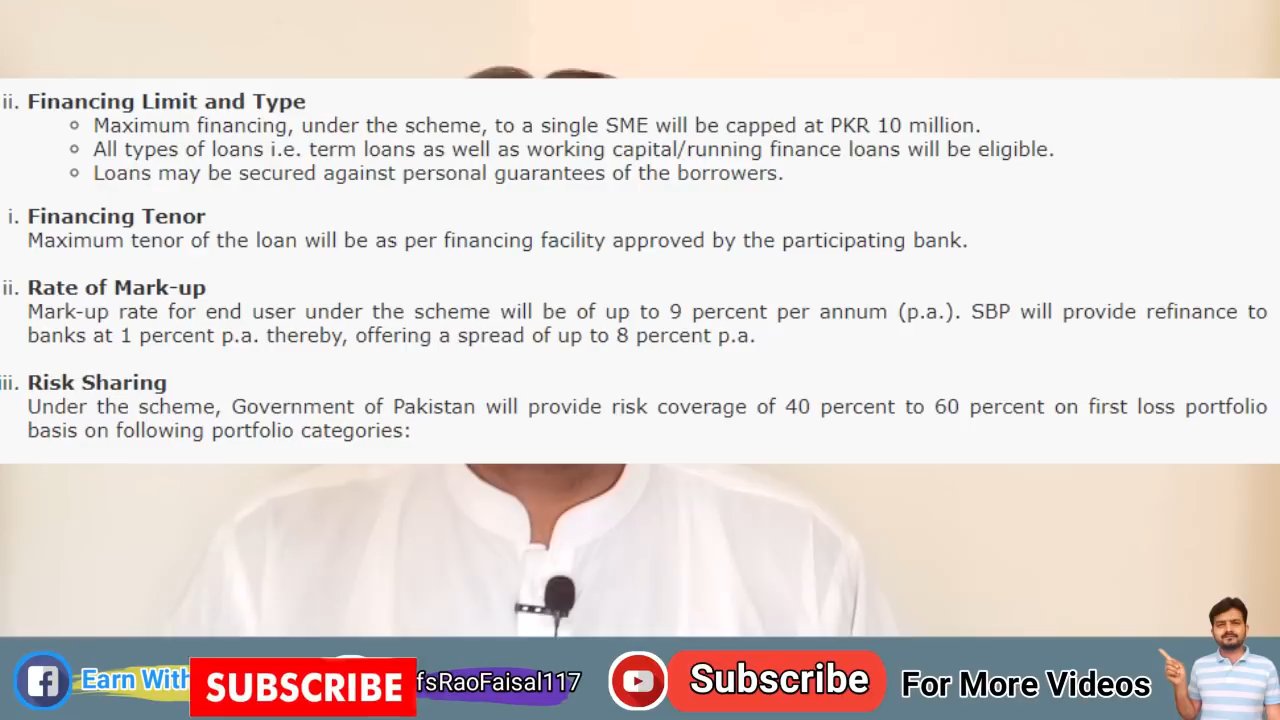 ii. Financing Limit and Type
Maximum financing, under the scheme, to a single SME will be capped at PKR 10 million.
All types of loans i.e. term loans as well as working capital/running finance loans will be eligible.
Loans may be secured against personal guarantees of the borrowers.
i. Financing Tenor
Maximum tenor of the loan will be as per financing facility approved by the participating bank.
ii. Rate of Mark-up
Mark-up rate for end user under the scheme will be of up to 9 percent per annum (p.a.). SBP will provide refinance to
banks at 1 percent p.a. thereby, offering a spread of up to 8 percent p.a.
iii. Risk Sharing
Under the scheme, Government of Pakistan will provide risk coverage of 40 percent to 60 percent on first loss portfolio
basis on following portfolio categories:
Earn With
SUBSCRIBE
fsRaoFaisal117
Subscribe
For More Videos